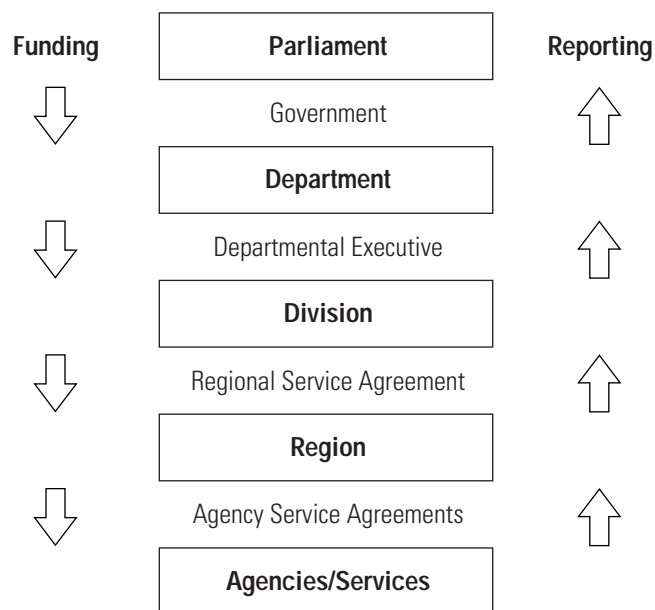 Funding
Parliament
Reporting
Government
Department
Departmental Executive
Division
Regional Service Agreement
Region
Agency Service Agreements
Agencies/Services